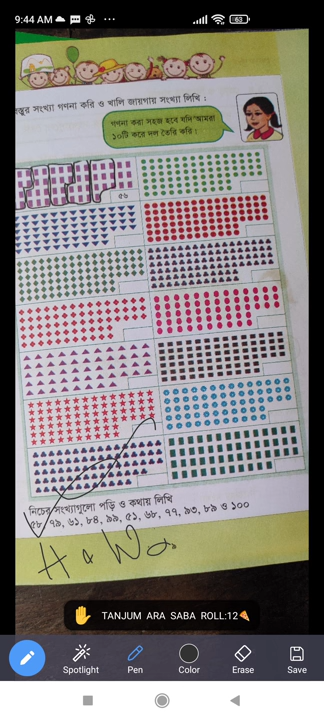 9:44 AM
63
বস্তুর সংখ্যা গণনা করি ও খালি জায়গায় সংখ্যা লিখি :
গণনা করা সহজ হবে যদি আমরা
১০টি করে দল তৈরি করি।
৫৬
নিচের সংখ্যাগুলো পড়ি ও কথায় লিখি
৫৮, ৭৯, ৬১, ৮৪, ৯৯, ৫১, ৬৮, ৭৭, ৯৩, ৮৯ ও ১০০
TANJUM ARA SABA ROLL:12
Spotlight
Pen
Color
Erase
Save